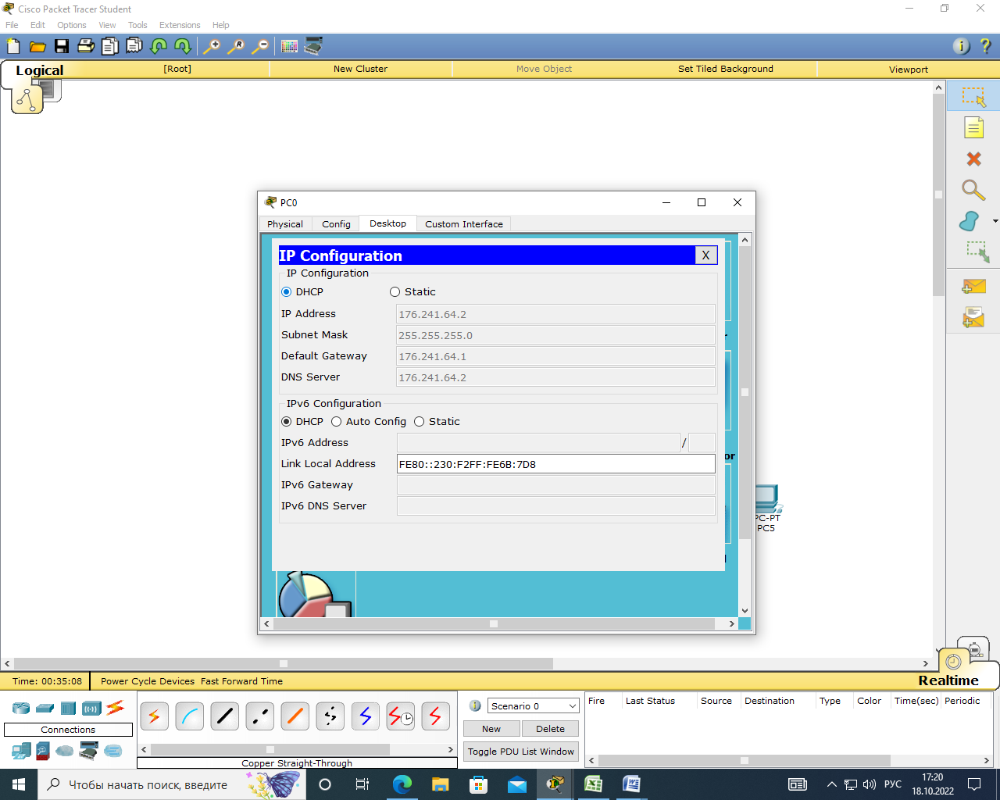 Cisco Packet Tracer Student
File Edit Options View Tools Extensions Help
Logical [Root] New Cluster Move Object Set Tiled Background Viewport
PC0
Physical Config Desktop Custom Interface
IP Configuration X
IP Configuration
DHCP Static
IP Address 176.241.64.2
Subnet Mask 255.255.255.0
Default Gateway 176.241.64.1
DNS Server 176.241.64.2
IPv6 Configuration
DHCP Auto Config Static
IPv6 Address /
Link Local Address FE80::230:F2FF:FE6B:7D8
IPv6 Gateway
IPv6 DNS Server
PC-PT
PC5
Realtime
Time: 00:35:08 Power Cycle Devices Fast Forward Time
Connections
Copper Straight-Through
Scenario 0
New Delete
Toggle PDU List Window
Fire Last Status Source Destination Type Color Time(sec) Periodic
Чтобы начать поиск, введите
РУС
17:20
18.10.2022